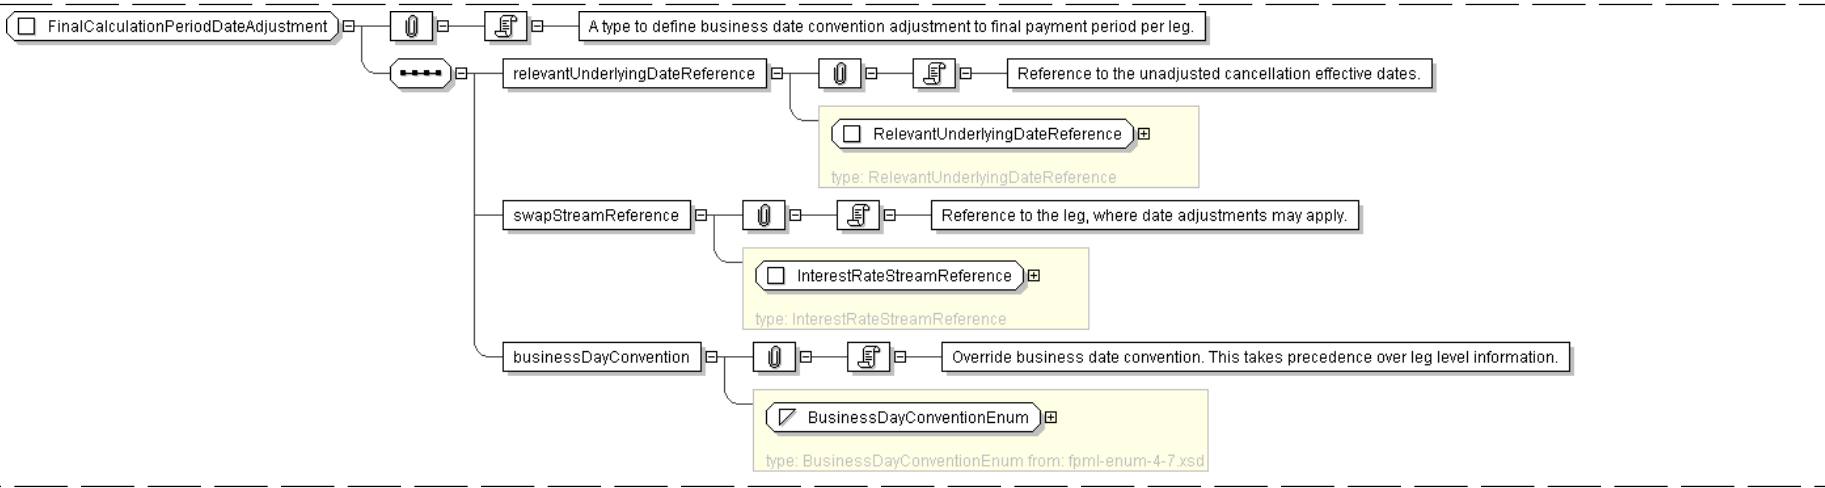 FinalCalculationPeriodDateAdjustment
A type to define business date convention adjustment to final payment period per leg.
relevantUnderlyingDateReference
Reference to the unadjusted cancellation effective dates.
RelevantUnderlyingDateReference
type: RelevantUnderlyingDateReference
swapStreamReference
Reference to the leg, where date adjustments may apply.
InterestRateStreamReference
type: InterestRateStreamReference
businessDayConvention
Override business date convention. This takes precedence over leg level information.
BusinessDayConventionEnum
type: BusinessDayConventionEnum from: fpml-enum-4-7.xsd